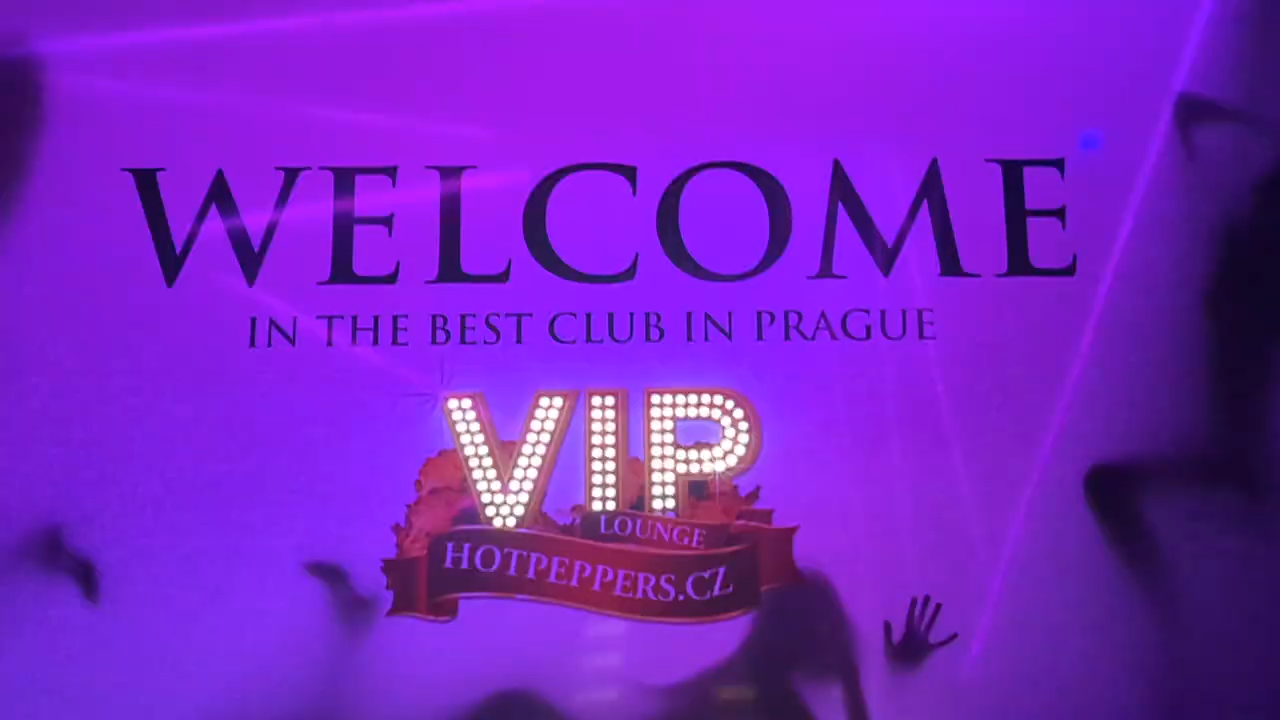 WELCOME
IN THE BEST CLUB IN PRAGUE
VIP
LOUNGE
HOTPEPPERS.CZ